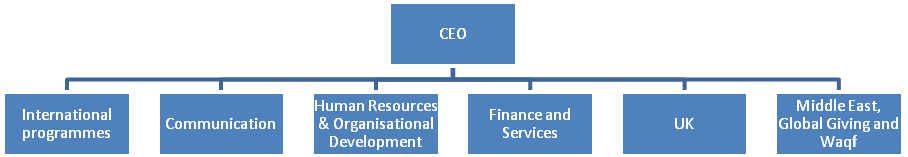 CEO
International
programmes
Communication
Human Resources
& Organisational
Development
Finance and
Services
UK
Middle East,
Global Giving and
Waqf